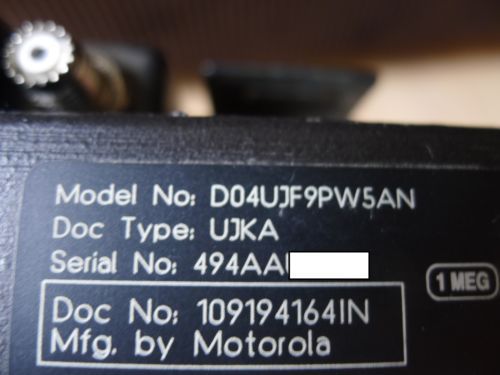 Model No: D04UJF9PW5AN
Doc Type: UJKA
Serial No: 494AA
1 MEG
Doc No: 109194164IN
Mfg. by Motorola